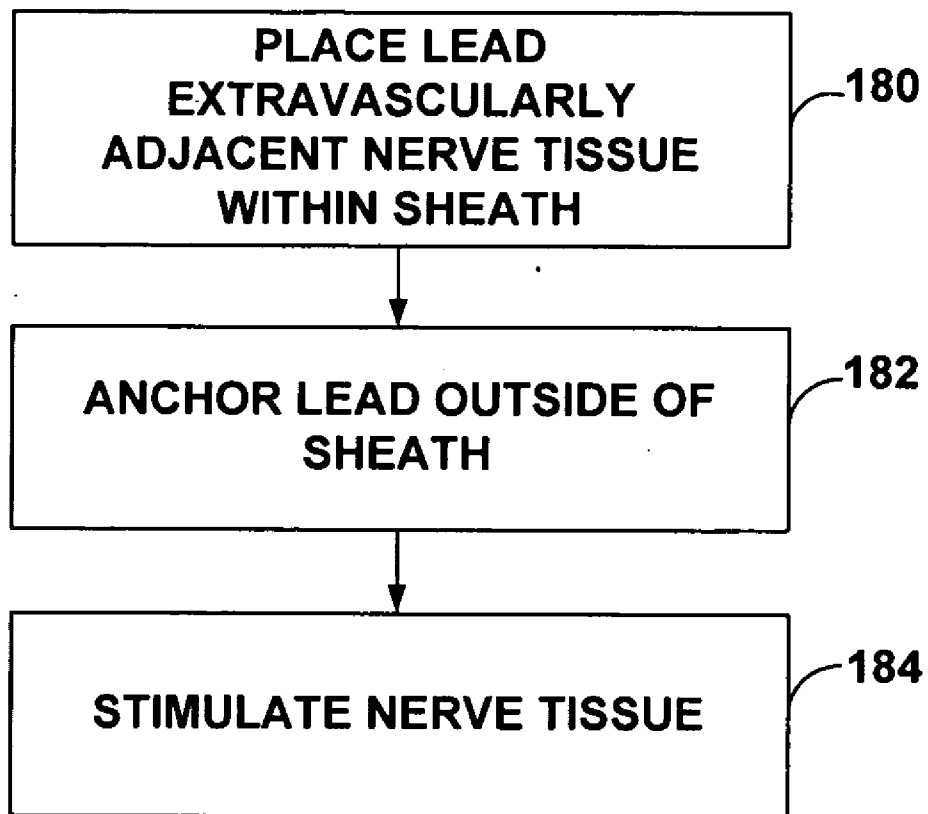 PLACE LEAD
EXTRAVASCULARLY
ADJACENT NERVE TISSUE
WITHIN SHEATH
180
ANCHOR LEAD OUTSIDE OF
SHEATH
182
STIMULATE NERVE TISSUE
184